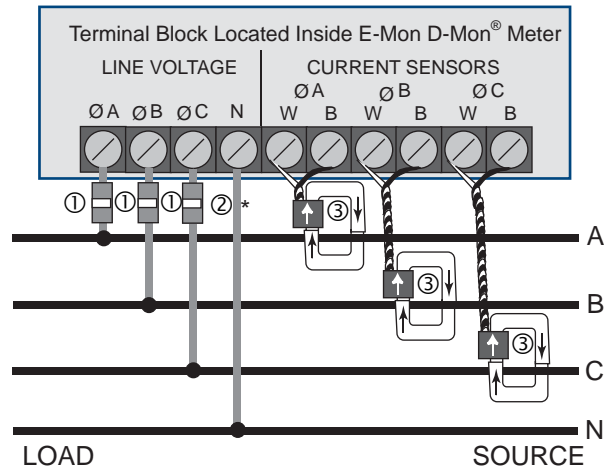 Terminal Block Located Inside E-Mon D-Mon® Meter
LINE VOLTAGE CURRENT SENSORS
ØA ØB ØC
ØA ØB ØC N W B W B W B
① ① ① ② * ③
A
③
B
③
C
N
LOAD SOURCE